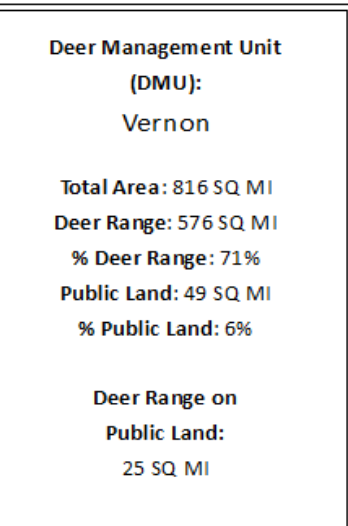 Deer Management Unit
(DMU):
Vernon
Total Area: 816 SQ MI
Deer Range: 576 SQ MI
% Deer Range: 71%
Public Land: 49 SQ MI
% Public Land: 6%
Deer Range on
Public Land:
25 SQ MI